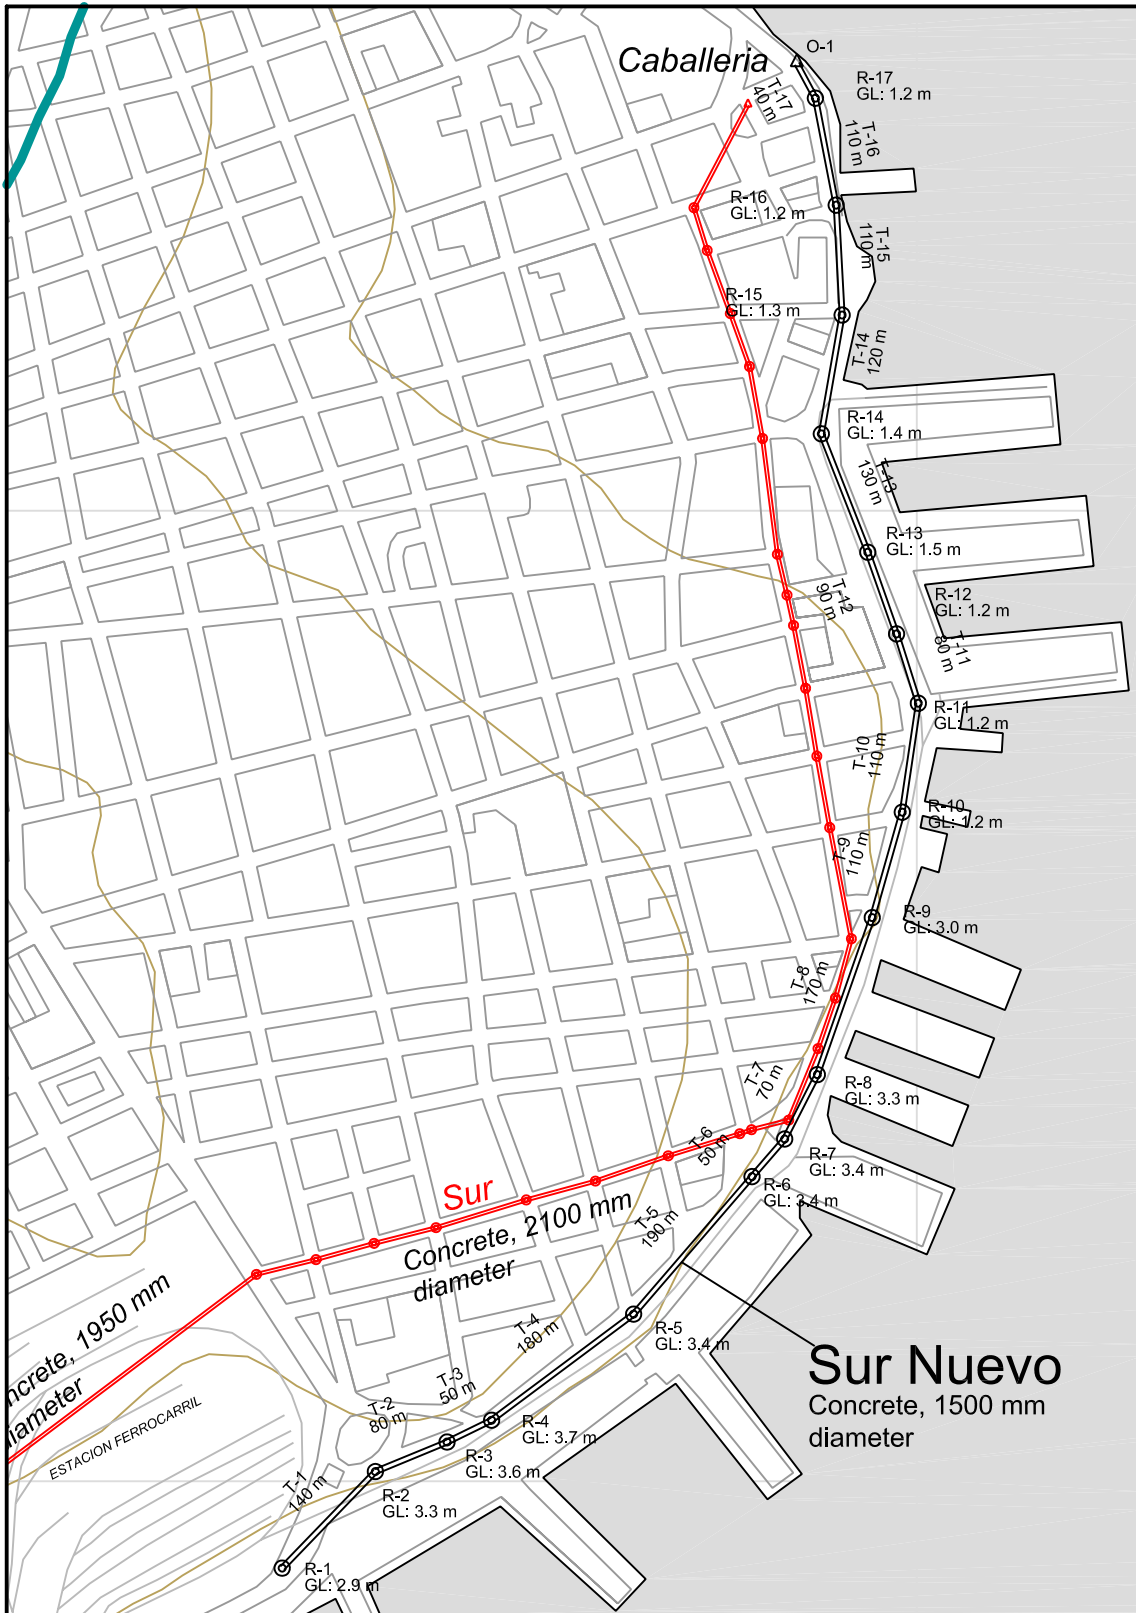 Caballeria
O-1
R-17
GL: 1.2 m
T-17
40 m
T-16
110 m
R-16
GL: 1.2 m
T-15
110 m
R-15
GL: 1.3 m
T-14
120 m
R-14
GL: 1.4 m
T-13
130 m
R-13
GL: 1.5 m
T-12
90 m
R-12
GL: 1.2 m
T-11
80 m
R-11
GL: 1.2 m
T-10
110 m
R-10
GL: 1.2 m
T-9
110 m
R-9
GL: 3.0 m
T-8
170 m
R-8
GL: 3.3 m
T-7
70 m
R-7
GL: 3.4 m
T-6
50 m
R-6
GL: 3.4 m
T-5
190 m
Sur
Concrete, 2100 mm
diameter
R-5
GL: 3.4 m
T-4
180 m
Sur Nuevo
Concrete, 1500 mm
diameter
ncrete, 1950 mm
iameter
ESTACION FERROCARRIL
T-3
50 m
T-2
80 m
R-4
GL: 3.7 m
R-3
GL: 3.6 m
T-1
140 m
R-2
GL: 3.3 m
R-1
GL: 2.9 m